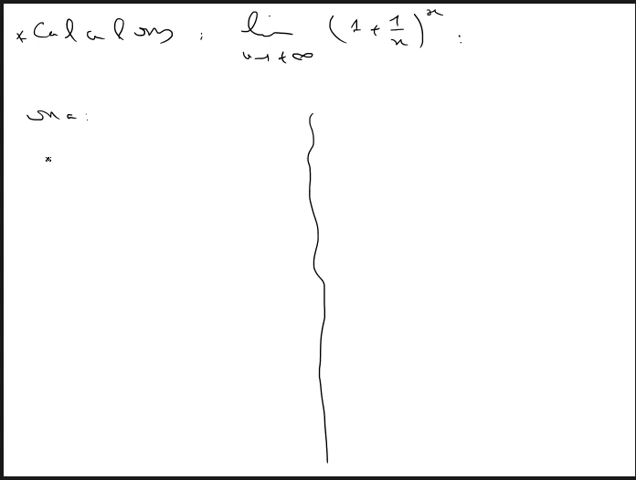 * Calculons : lim (1 + 1/x)^x :
x→+∞
on a :
*